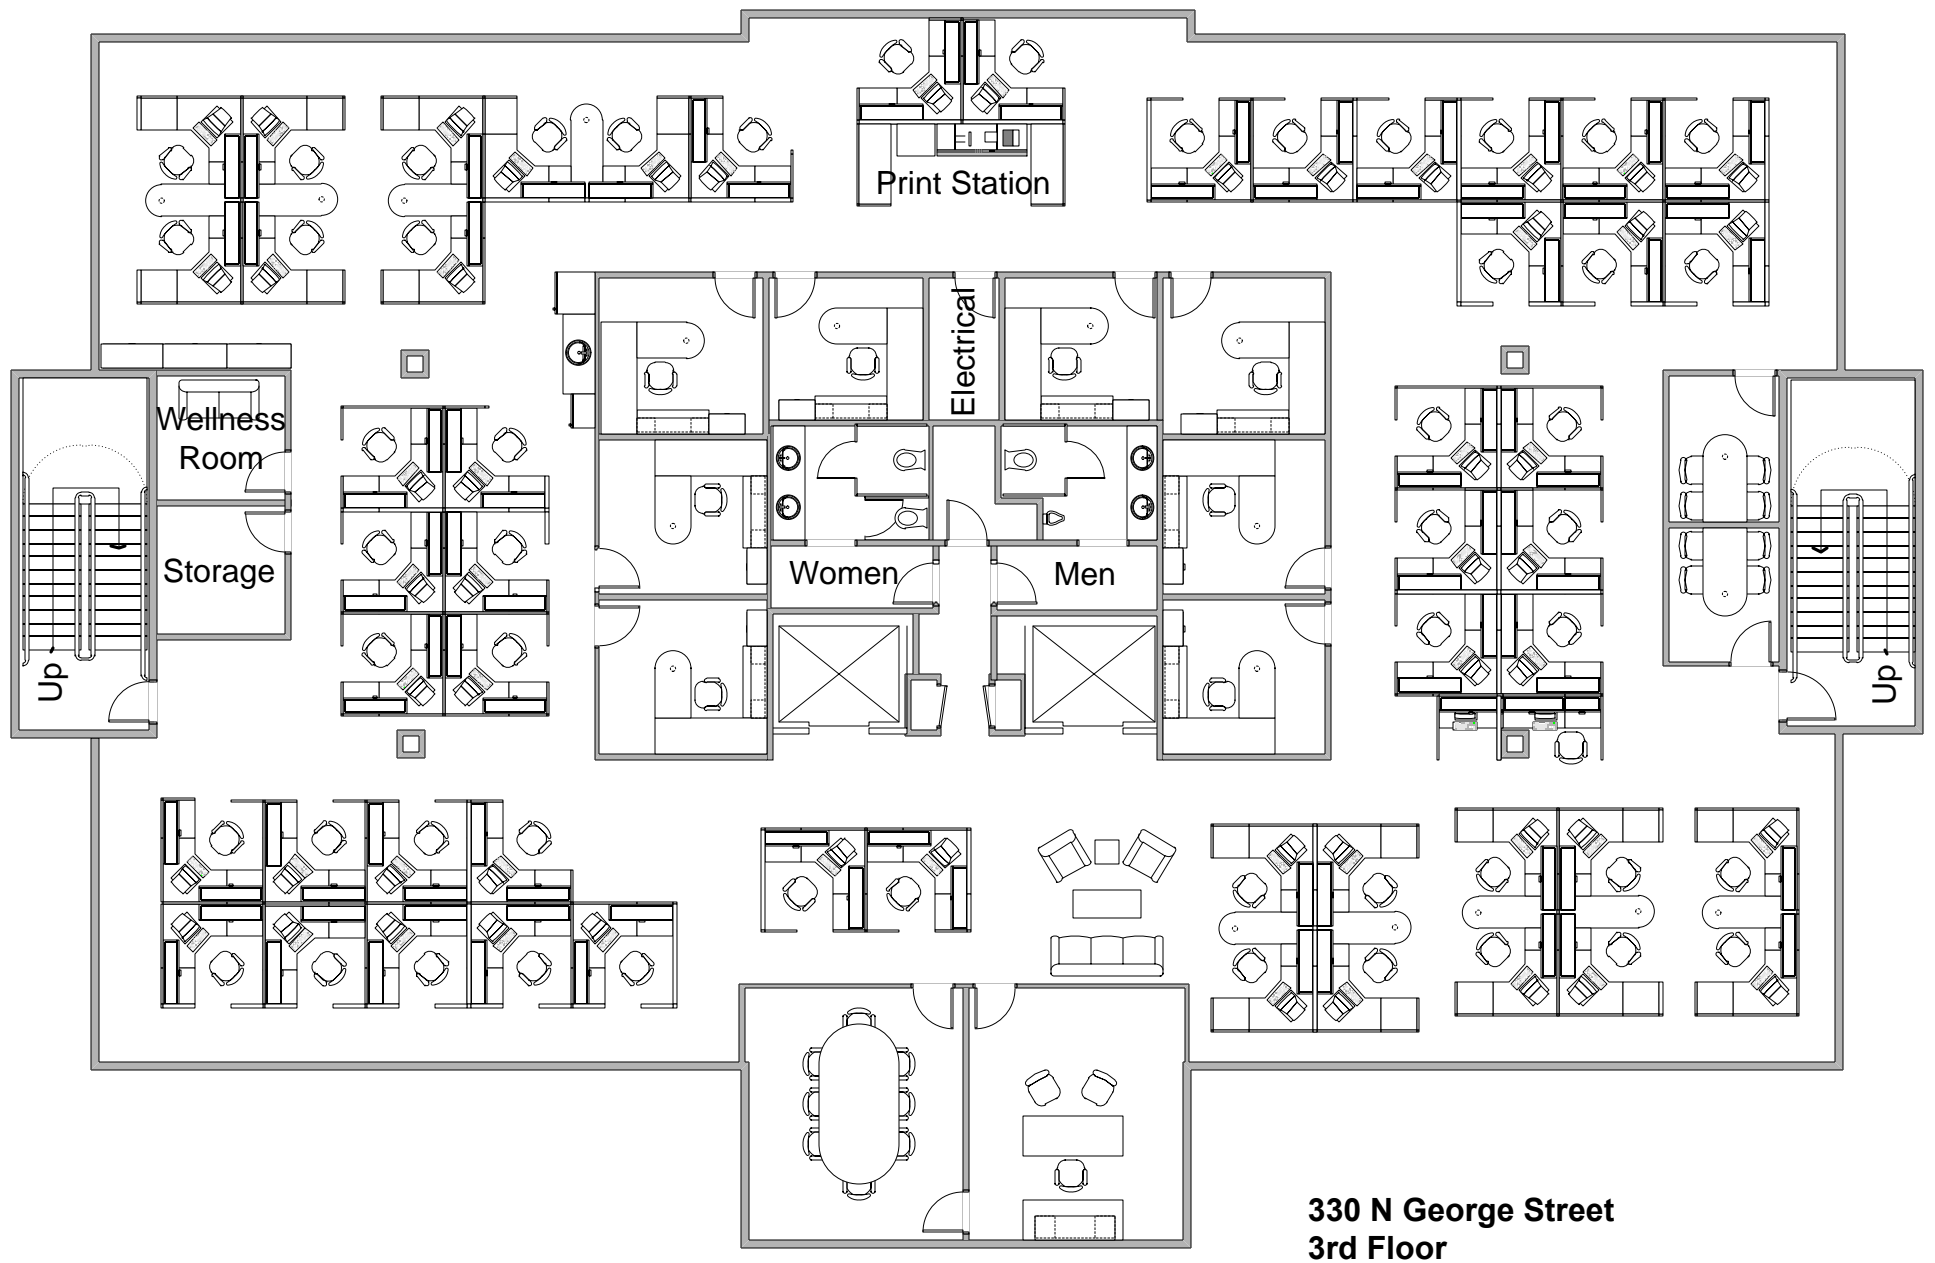 Print Station
Electrical
Wellness
Room
Storage
Women
Men
Up
Up
330 N George Street
3rd Floor